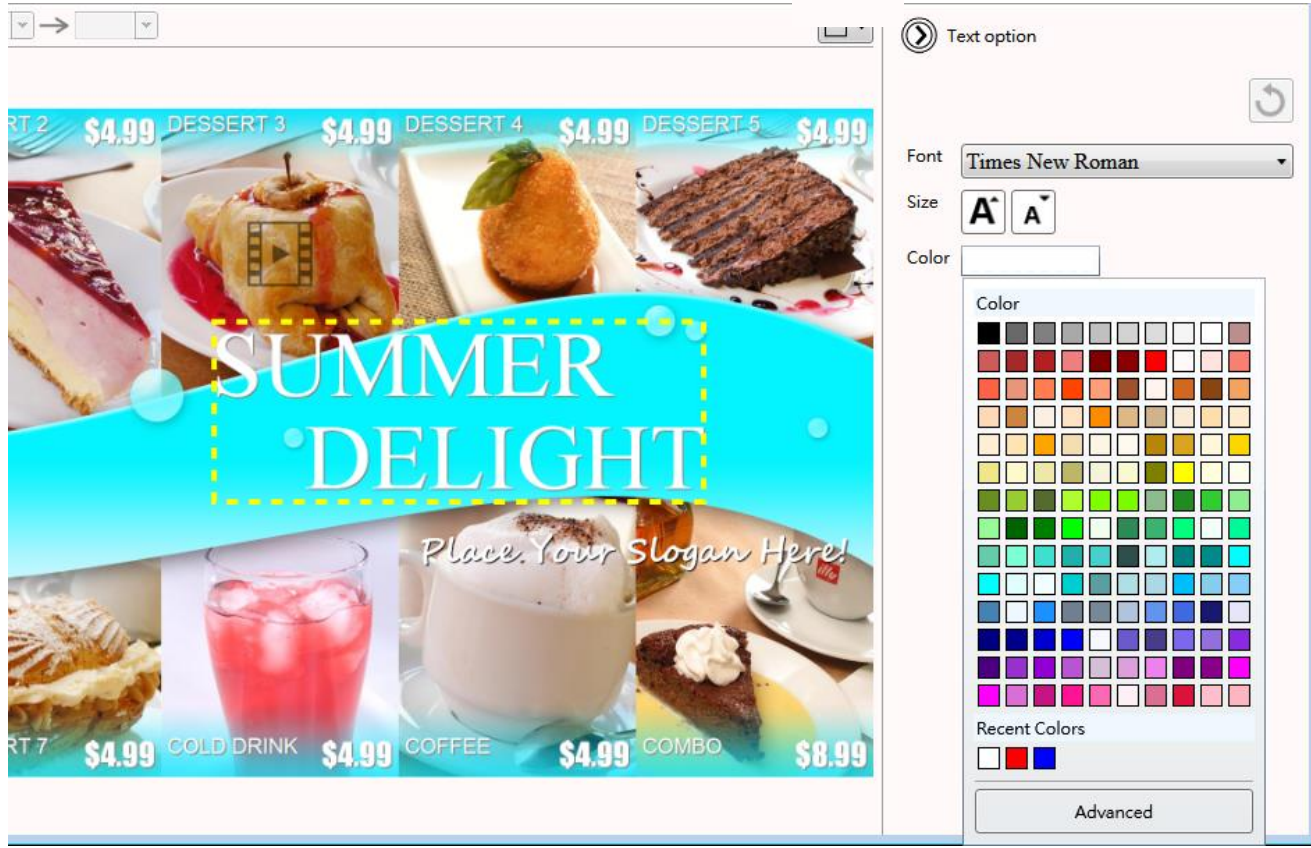 Text option
RT 2 $4.99 DESSERT 3 $4.99 DESSERT 4 $4.99 DESSERT 5 $4.99
Font Times New Roman
Size A A
Color
Color
SUMMER
DELIGHT
Place Your Slogan Here!
illy
RT 7 $4.99 COLD DRINK $4.99 COFFEE $4.99 COMBO $8.99
Recent Colors
Advanced